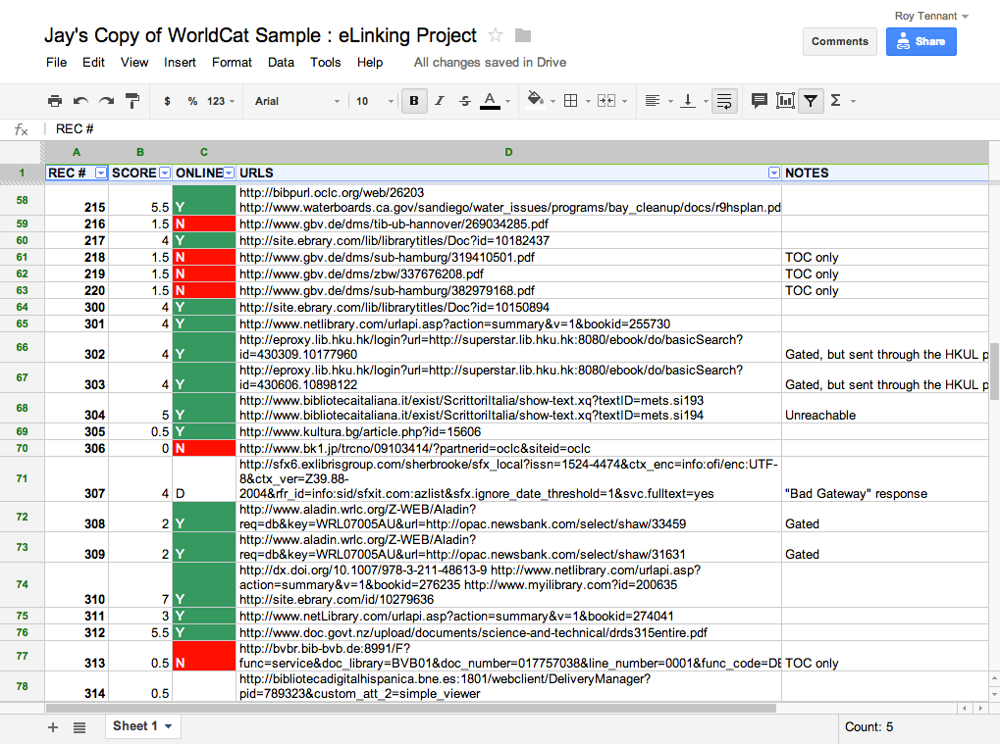 Roy Tennant
Jay's Copy of WorldCat Sample : eLinking Project
Comments
Share
File Edit View Insert Format Data Tools Help All changes saved in Drive
$ % 123 Arial 10 B I S A Σ
fx REC #
A B C D
1 REC # SCORE ONLINE URLS NOTES
58 215 5.5 Y http://bibpurl.oclc.org/web/26203
http://www.waterboards.ca.gov/sandiego/water_issues/programs/bay_cleanup/docs/r9hsplan.pd
59 216 1.5 N http://www.gbv.de/dms/tib-ub-hannover/269034285.pdf
60 217 4 Y http://site.ebrary.com/lib/librarytitles/Doc?id=10182437
61 218 1.5 N http://www.gbv.de/dms/sub-hamburg/319410501.pdf TOC only
62 219 1.5 N http://www.gbv.de/dms/zbw/337676208.pdf TOC only
63 220 1.5 N http://www.gbv.de/dms/sub-hamburg/382979168.pdf TOC only
64 300 4 Y http://site.ebrary.com/lib/librarytitles/Doc?id=10150894
65 301 4 Y http://www.netlibrary.com/urlapi.asp?action=summary&v=1&bookid=255730
66 302 4 Y http://eproxy.lib.hku.hk/login?url=http://superstar.lib.hku.hk:8080/ebook/do/basicSearch?
id=430309.10177960 Gated, but sent through the HKUL p
67 303 4 Y http://eproxy.lib.hku.hk/login?url=http://superstar.lib.hku.hk:8080/ebook/do/basicSearch?
id=430606.10898122 Gated, but sent through the HKUL p
68 304 5 Y http://www.bibliotecaitaliana.it/exist/ScrittoriItalia/show-text.xq?textID=mets.si193
http://www.bibliotecaitaliana.it/exist/ScrittoriItalia/show-text.xq?textID=mets.si194 Unreachable
69 305 0.5 Y http://www.kultura.bg/article.php?id=15606
70 306 0 N http://www.bk1.jp/trcno/09103414/?partnerid=oclc&siteid=oclc
71 307 4 D http://sfx6.exlibrisgroup.com/sherbrooke/sfx_local?issn=1524-4474&ctx_enc=info:ofi/enc:UTF-
8&ctx_ver=Z39.88-
2004&rfr_id=info:sid/sfxit.com:azlist&sfx.ignore_date_threshold=1&svc.fulltext=yes "Bad Gateway" response
72 308 2 Y http://www.aladin.wrlc.org/Z-WEB/Aladin?
req=db&key=WRL07005AU&url=http://opac.newsbank.com/select/shaw/33459 Gated
73 309 2 Y http://www.aladin.wrlc.org/Z-WEB/Aladin?
req=db&key=WRL07005AU&url=http://opac.newsbank.com/select/shaw/31631 Gated
74 310 7 Y http://dx.doi.org/10.1007/978-3-211-48613-9 http://www.netlibrary.com/urlapi.asp?
action=summary&v=1&bookid=276235 http://www.myilibrary.com?id=200635
http://site.ebrary.com/id/10279636
75 311 3 Y http://www.netLibrary.com/urlapi.asp?action=summary&v=1&bookid=274041
76 312 5.5 Y http://www.doc.govt.nz/upload/documents/science-and-technical/drds315entire.pdf
77 313 0.5 N http://bvbr.bib-bvb.de:8991/F?
func=service&doc_library=BVB01&doc_number=017757038&line_number=0001&func_code=DE TOC only
78 314 0.5 http://bibliotecadigitalhispanica.bne.es:1801/webclient/DeliveryManager?
pid=789323&custom_att_2=simple_viewer
Sheet 1
Count: 5